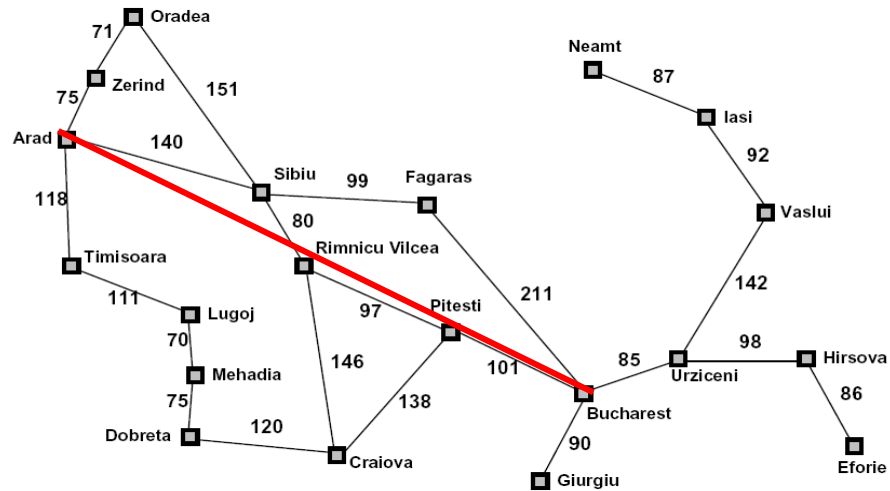 Oradea
71
Neamt
Zerind
87
151
75
Iasi
Arad
140
92
Sibiu
99
Fagaras
118
80
Vaslui
Rimnicu Vilcea
Timisoara
142
111
211
Lugoj
97
Pitesti
70
98
85
Hirsova
146
101
Urziceni
Mehadia
86
75
138
Bucharest
120
Dobreta
90
Craiova
Eforie
Giurgiu